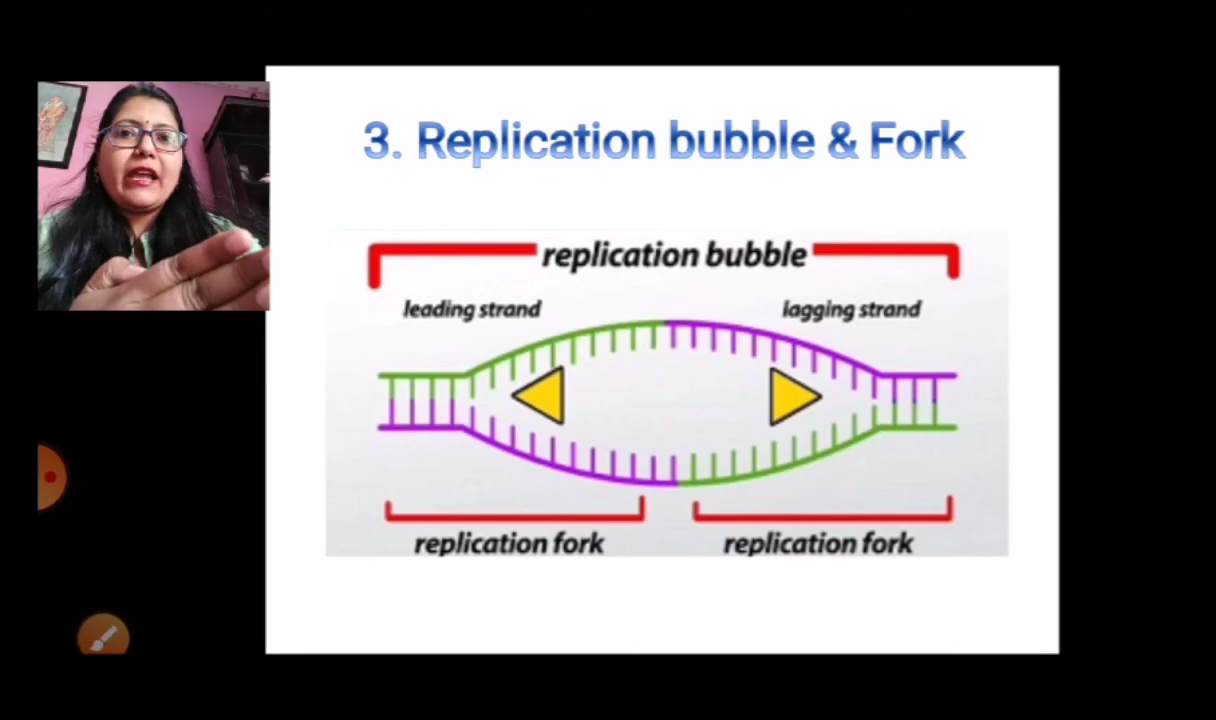 3. Replication bubble & Fork
replication bubble
leading strand
lagging strand
replication fork
replication fork